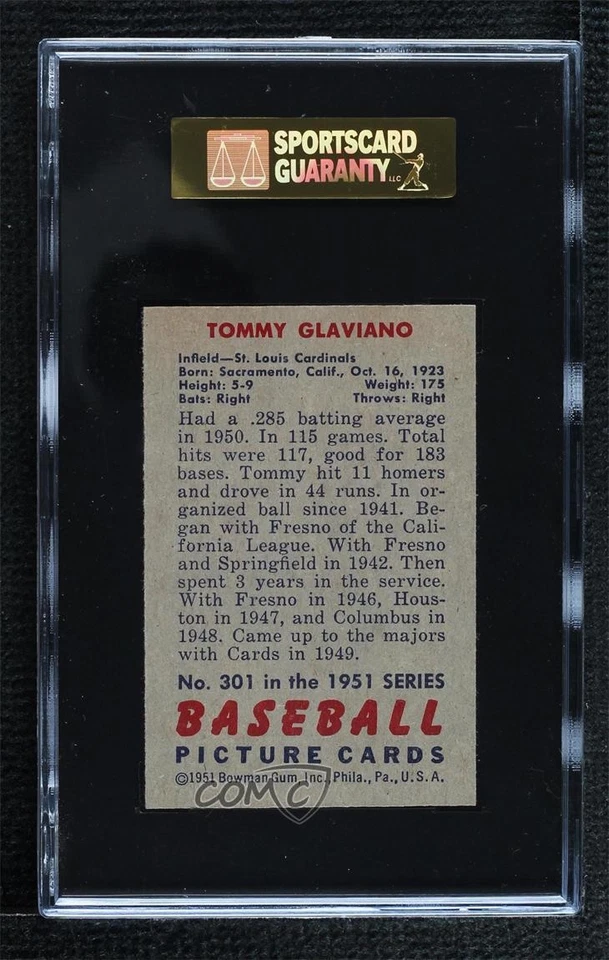 SPORTSCARD
GUARANTY LLC
TOMMY GLAVIANO
Infield—St. Louis Cardinals
Born: Sacramento, Calif., Oct. 16, 1923
Height: 5-9 Weight: 175
Bats: Right Throws: Right
Had a .285 batting average
in 1950. In 115 games. Total
hits were 117, good for 183
bases. Tommy hit 11 homers
and drove in 44 runs. In or-
ganized ball since 1941. Be-
gan with Fresno of the Cali-
fornia League. With Fresno
and Springfield in 1942. Then
spent 3 years in the service.
With Fresno in 1946, Hous-
ton in 1947, and Columbus in
1948. Came up to the majors
with Cards in 1949.
No. 301 in the 1951 SERIES
BASEBALL
PICTURE CARDS
©1951 Bowman Gum, Inc., Phila., Pa., U.S.A.
COMC